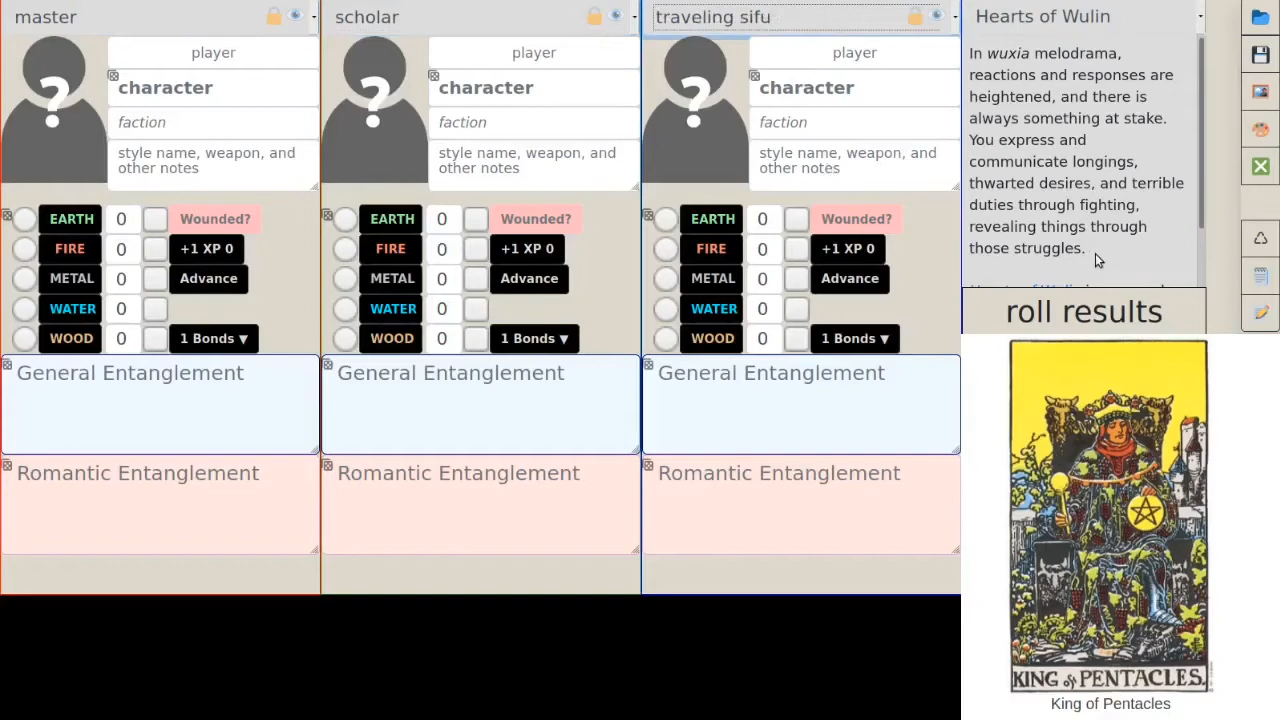 master
player
?
character
faction
style name, weapon, and
other notes
EARTH 0 Wounded?
FIRE 0 +1 XP 0
METAL 0 Advance
WATER 0
WOOD 0 1 Bonds ▼
General Entanglement
Romantic Entanglement
scholar
player
?
character
faction
style name, weapon, and
other notes
EARTH 0 Wounded?
FIRE 0 +1 XP 0
METAL 0 Advance
WATER 0
WOOD 0 1 Bonds ▼
General Entanglement
Romantic Entanglement
traveling sifu
player
?
character
faction
style name, weapon, and
other notes
EARTH 0 Wounded?
FIRE 0 +1 XP 0
METAL 0 Advance
WATER 0
WOOD 0 1 Bonds ▼
General Entanglement
Romantic Entanglement
Hearts of Wulin
In wuxia melodrama,
reactions and responses are
heightened, and there is
always something at stake.
You express and
communicate longings,
thwarted desires, and terrible
duties through fighting,
revealing things through
those struggles.
roll results
KING of PENTACLES.
King of Pentacles